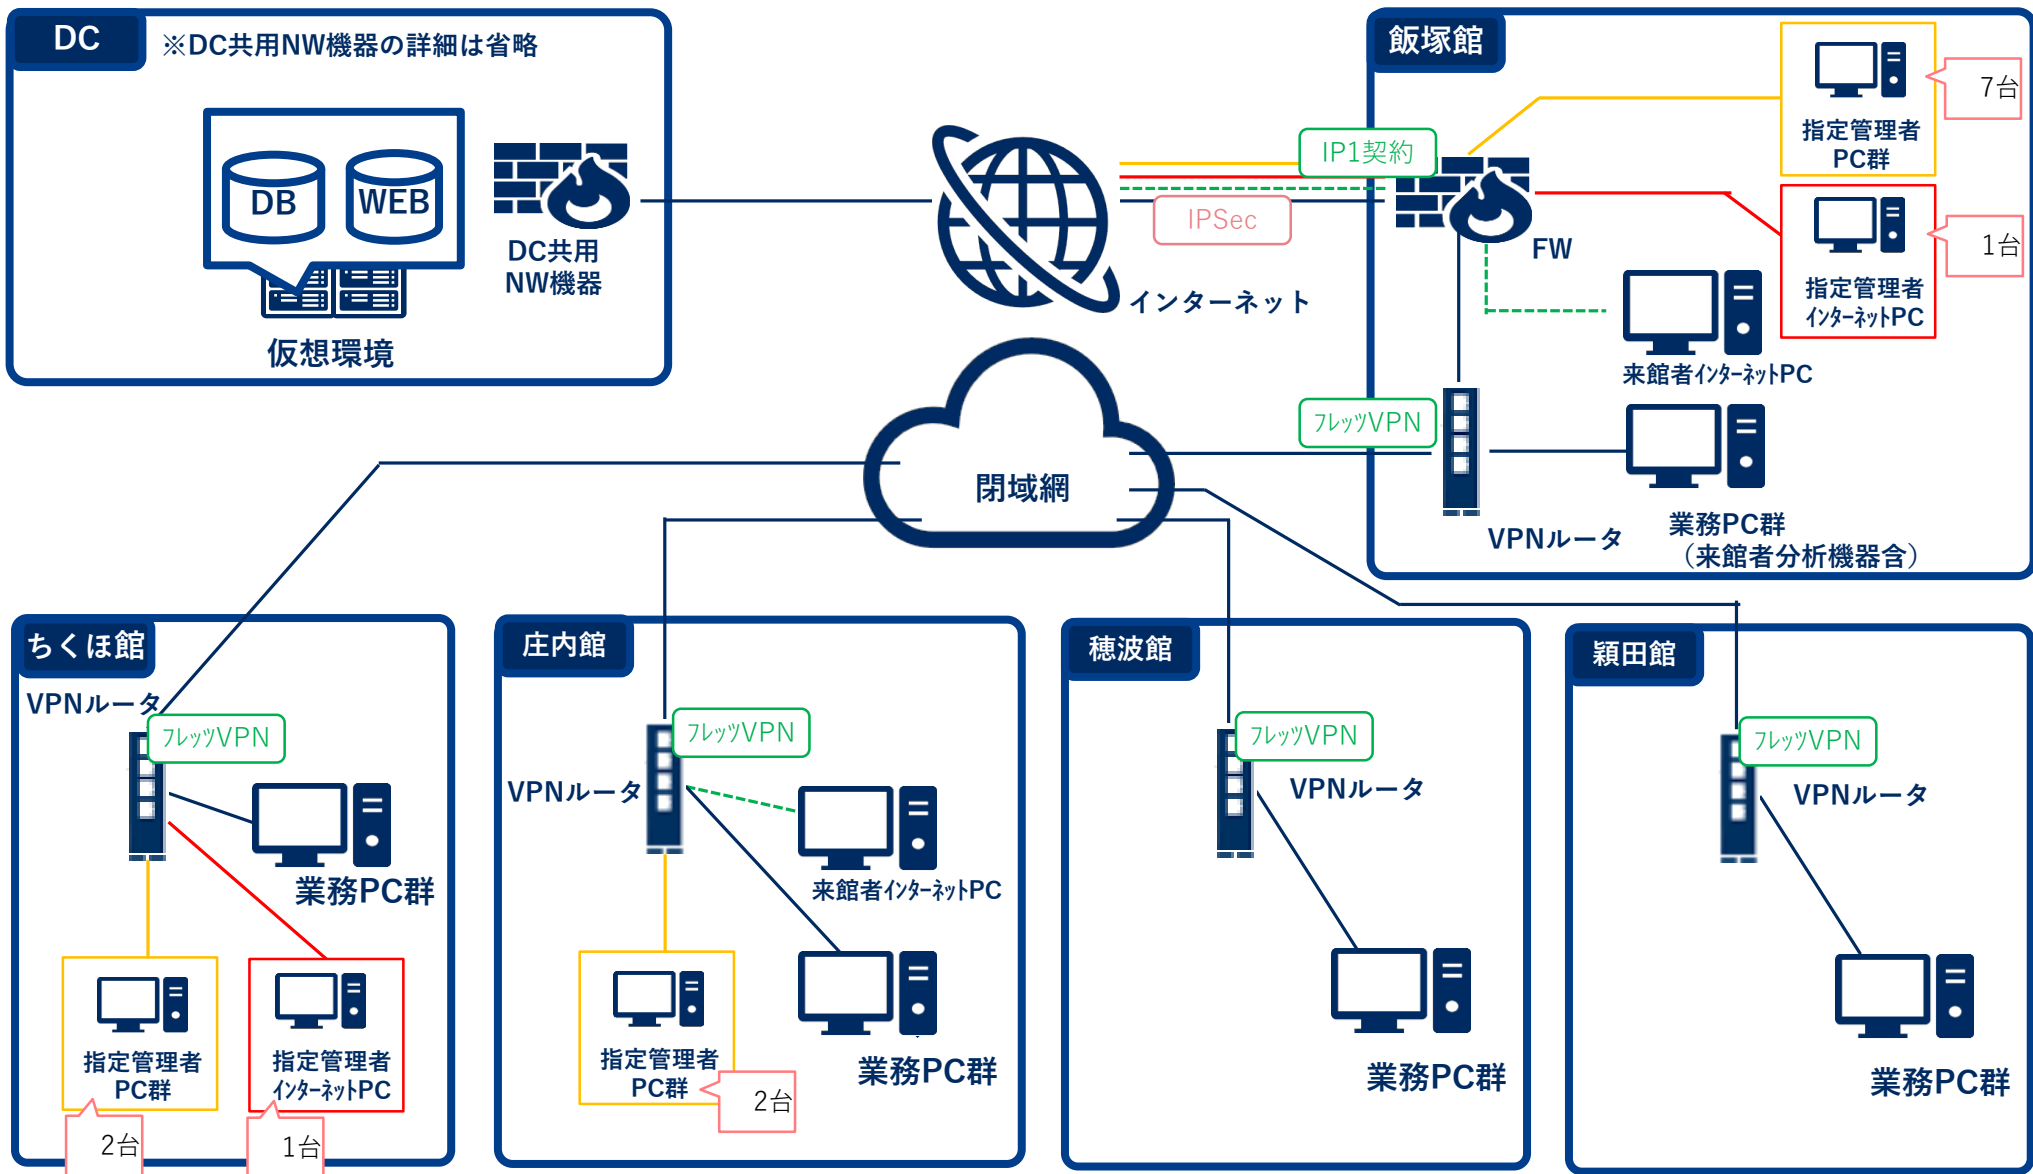 DC
※DC共用NW機器の詳細は省略
DB
WEB
仮想環境
DC共用
NW機器
インターネット
IP1契約
IPSec
飯塚館
FW
指定管理者
PC群
7台
指定管理者
ｲﾝﾀｰﾈｯﾄPC
1台
来館者ｲﾝﾀｰﾈｯﾄPC
フレッツVPN
VPNルータ
業務PC群
（来館者分析機器含）
閉域網
ちくほ館
VPNルータ
フレッツVPN
業務PC群
指定管理者
PC群
2台
指定管理者
ｲﾝﾀｰﾈｯﾄPC
1台
庄内館
フレッツVPN
VPNルータ
来館者ｲﾝﾀｰﾈｯﾄPC
業務PC群
指定管理者
PC群
2台
穂波館
フレッツVPN
VPNルータ
業務PC群
頴田館
フレッツVPN
VPNルータ
業務PC群